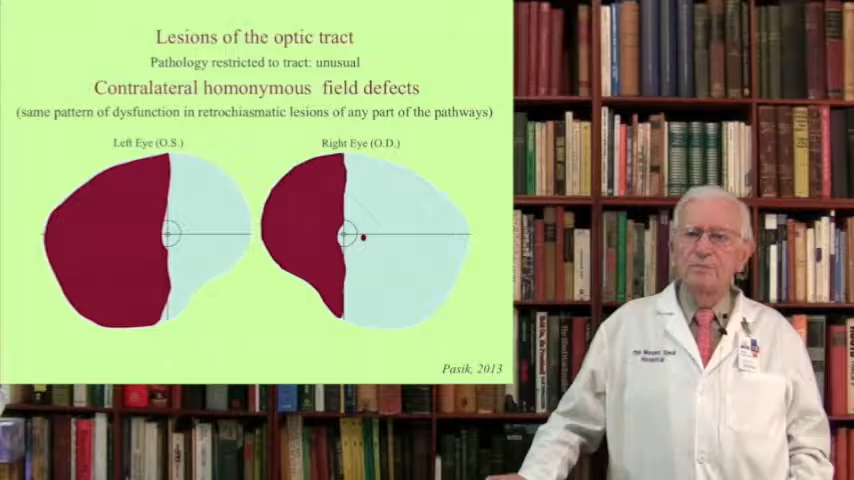 Lesions of the optic tract
Pathology restricted to tract: unusual
Contralateral homonymous field defects
(same pattern of dysfunction in retrochiasmatic lesions of any part of the pathways)
Left Eye (O.S.)
Right Eye (O.D.)
Pasik, 2013
Hospital